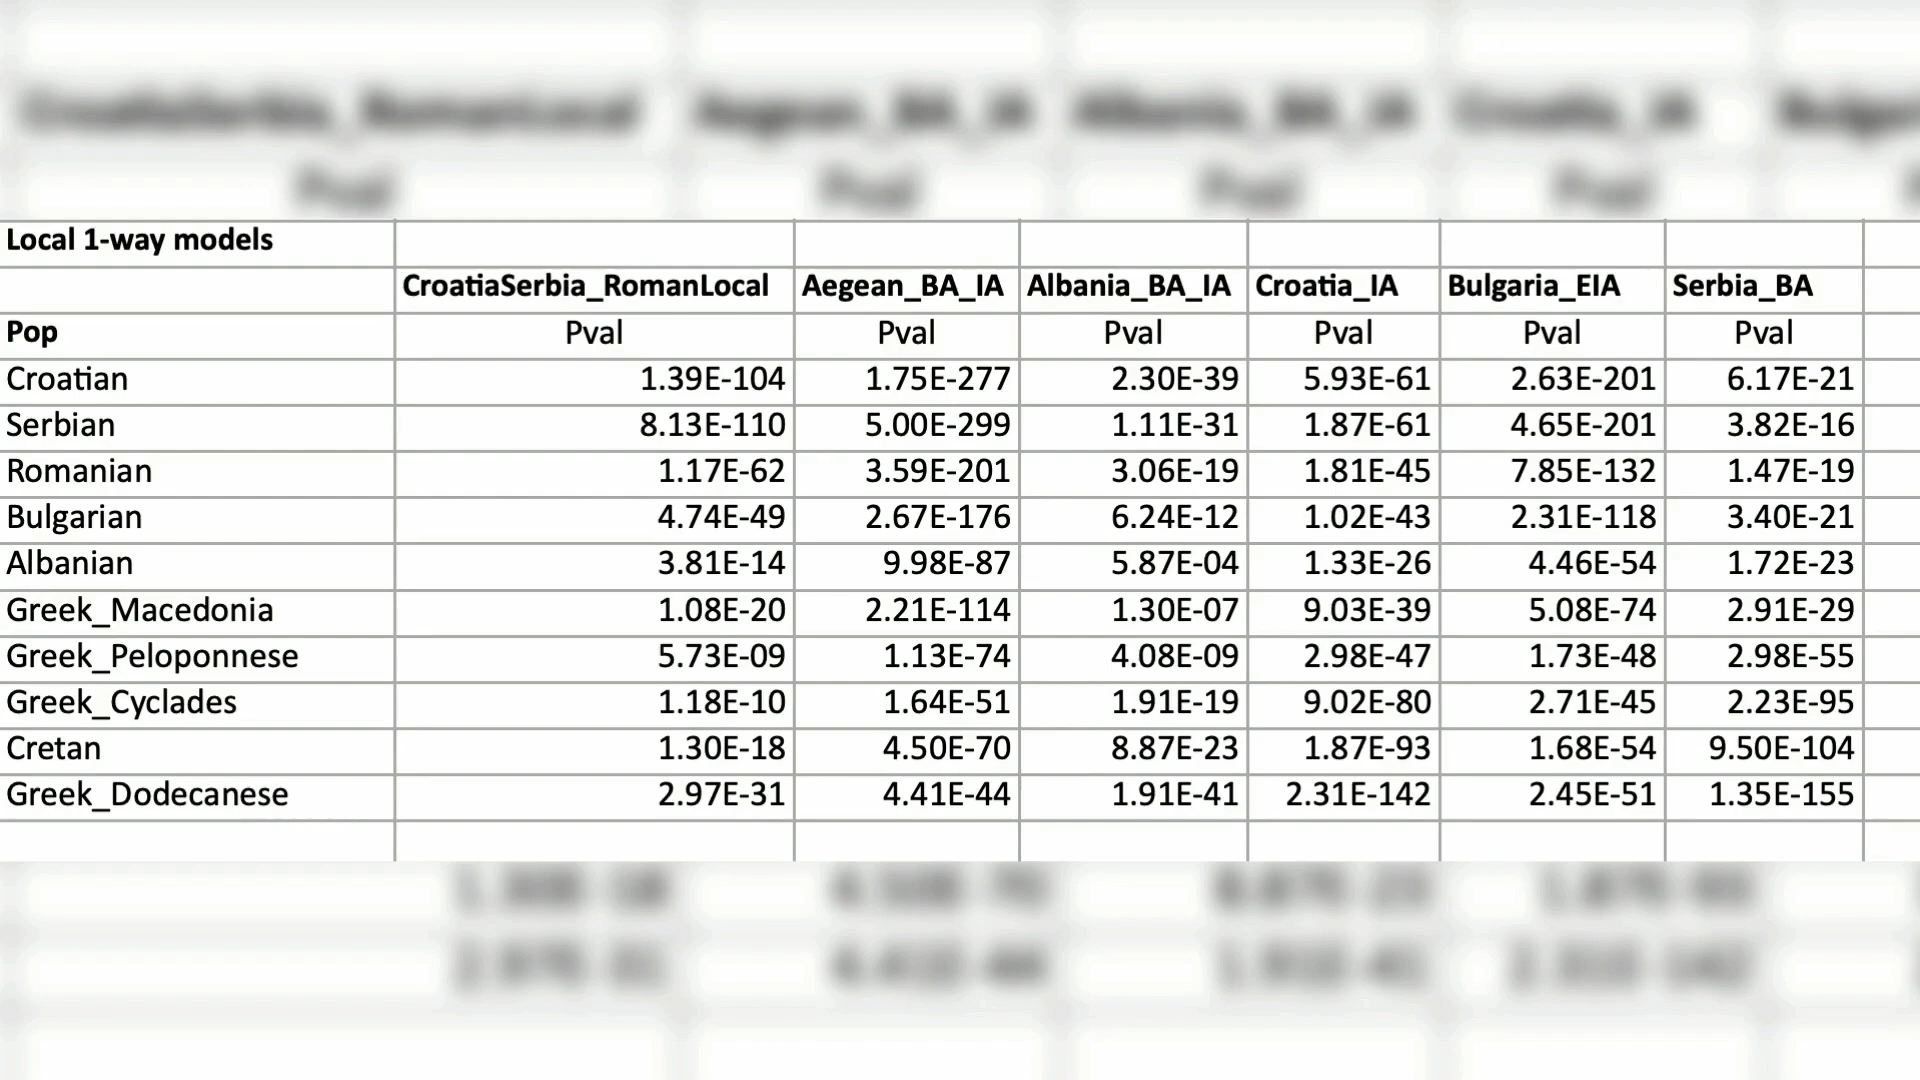 Local 1-way models
CroatiaSerbia_RomanLocal Aegean_BA_IA Albania_BA_IA Croatia_IA Bulgaria_EIA Serbia_BA
Pop Pval Pval Pval Pval Pval Pval
Croatian 1.39E-104 1.75E-277 2.30E-39 5.93E-61 2.63E-201 6.17E-21
Serbian 8.13E-110 5.00E-299 1.11E-31 1.87E-61 4.65E-201 3.82E-16
Romanian 1.17E-62 3.59E-201 3.06E-19 1.81E-45 7.85E-132 1.47E-19
Bulgarian 4.74E-49 2.67E-176 6.24E-12 1.02E-43 2.31E-118 3.40E-21
Albanian 3.81E-14 9.98E-87 5.87E-04 1.33E-26 4.46E-54 1.72E-23
Greek_Macedonia 1.08E-20 2.21E-114 1.30E-07 9.03E-39 5.08E-74 2.91E-29
Greek_Peloponnese 5.73E-09 1.13E-74 4.08E-09 2.98E-47 1.73E-48 2.98E-55
Greek_Cyclades 1.18E-10 1.64E-51 1.91E-19 9.02E-80 2.71E-45 2.23E-95
Cretan 1.30E-18 4.50E-70 8.87E-23 1.87E-93 1.68E-54 9.50E-104
Greek_Dodecanese 2.97E-31 4.41E-44 1.91E-41 2.31E-142 2.45E-51 1.35E-155